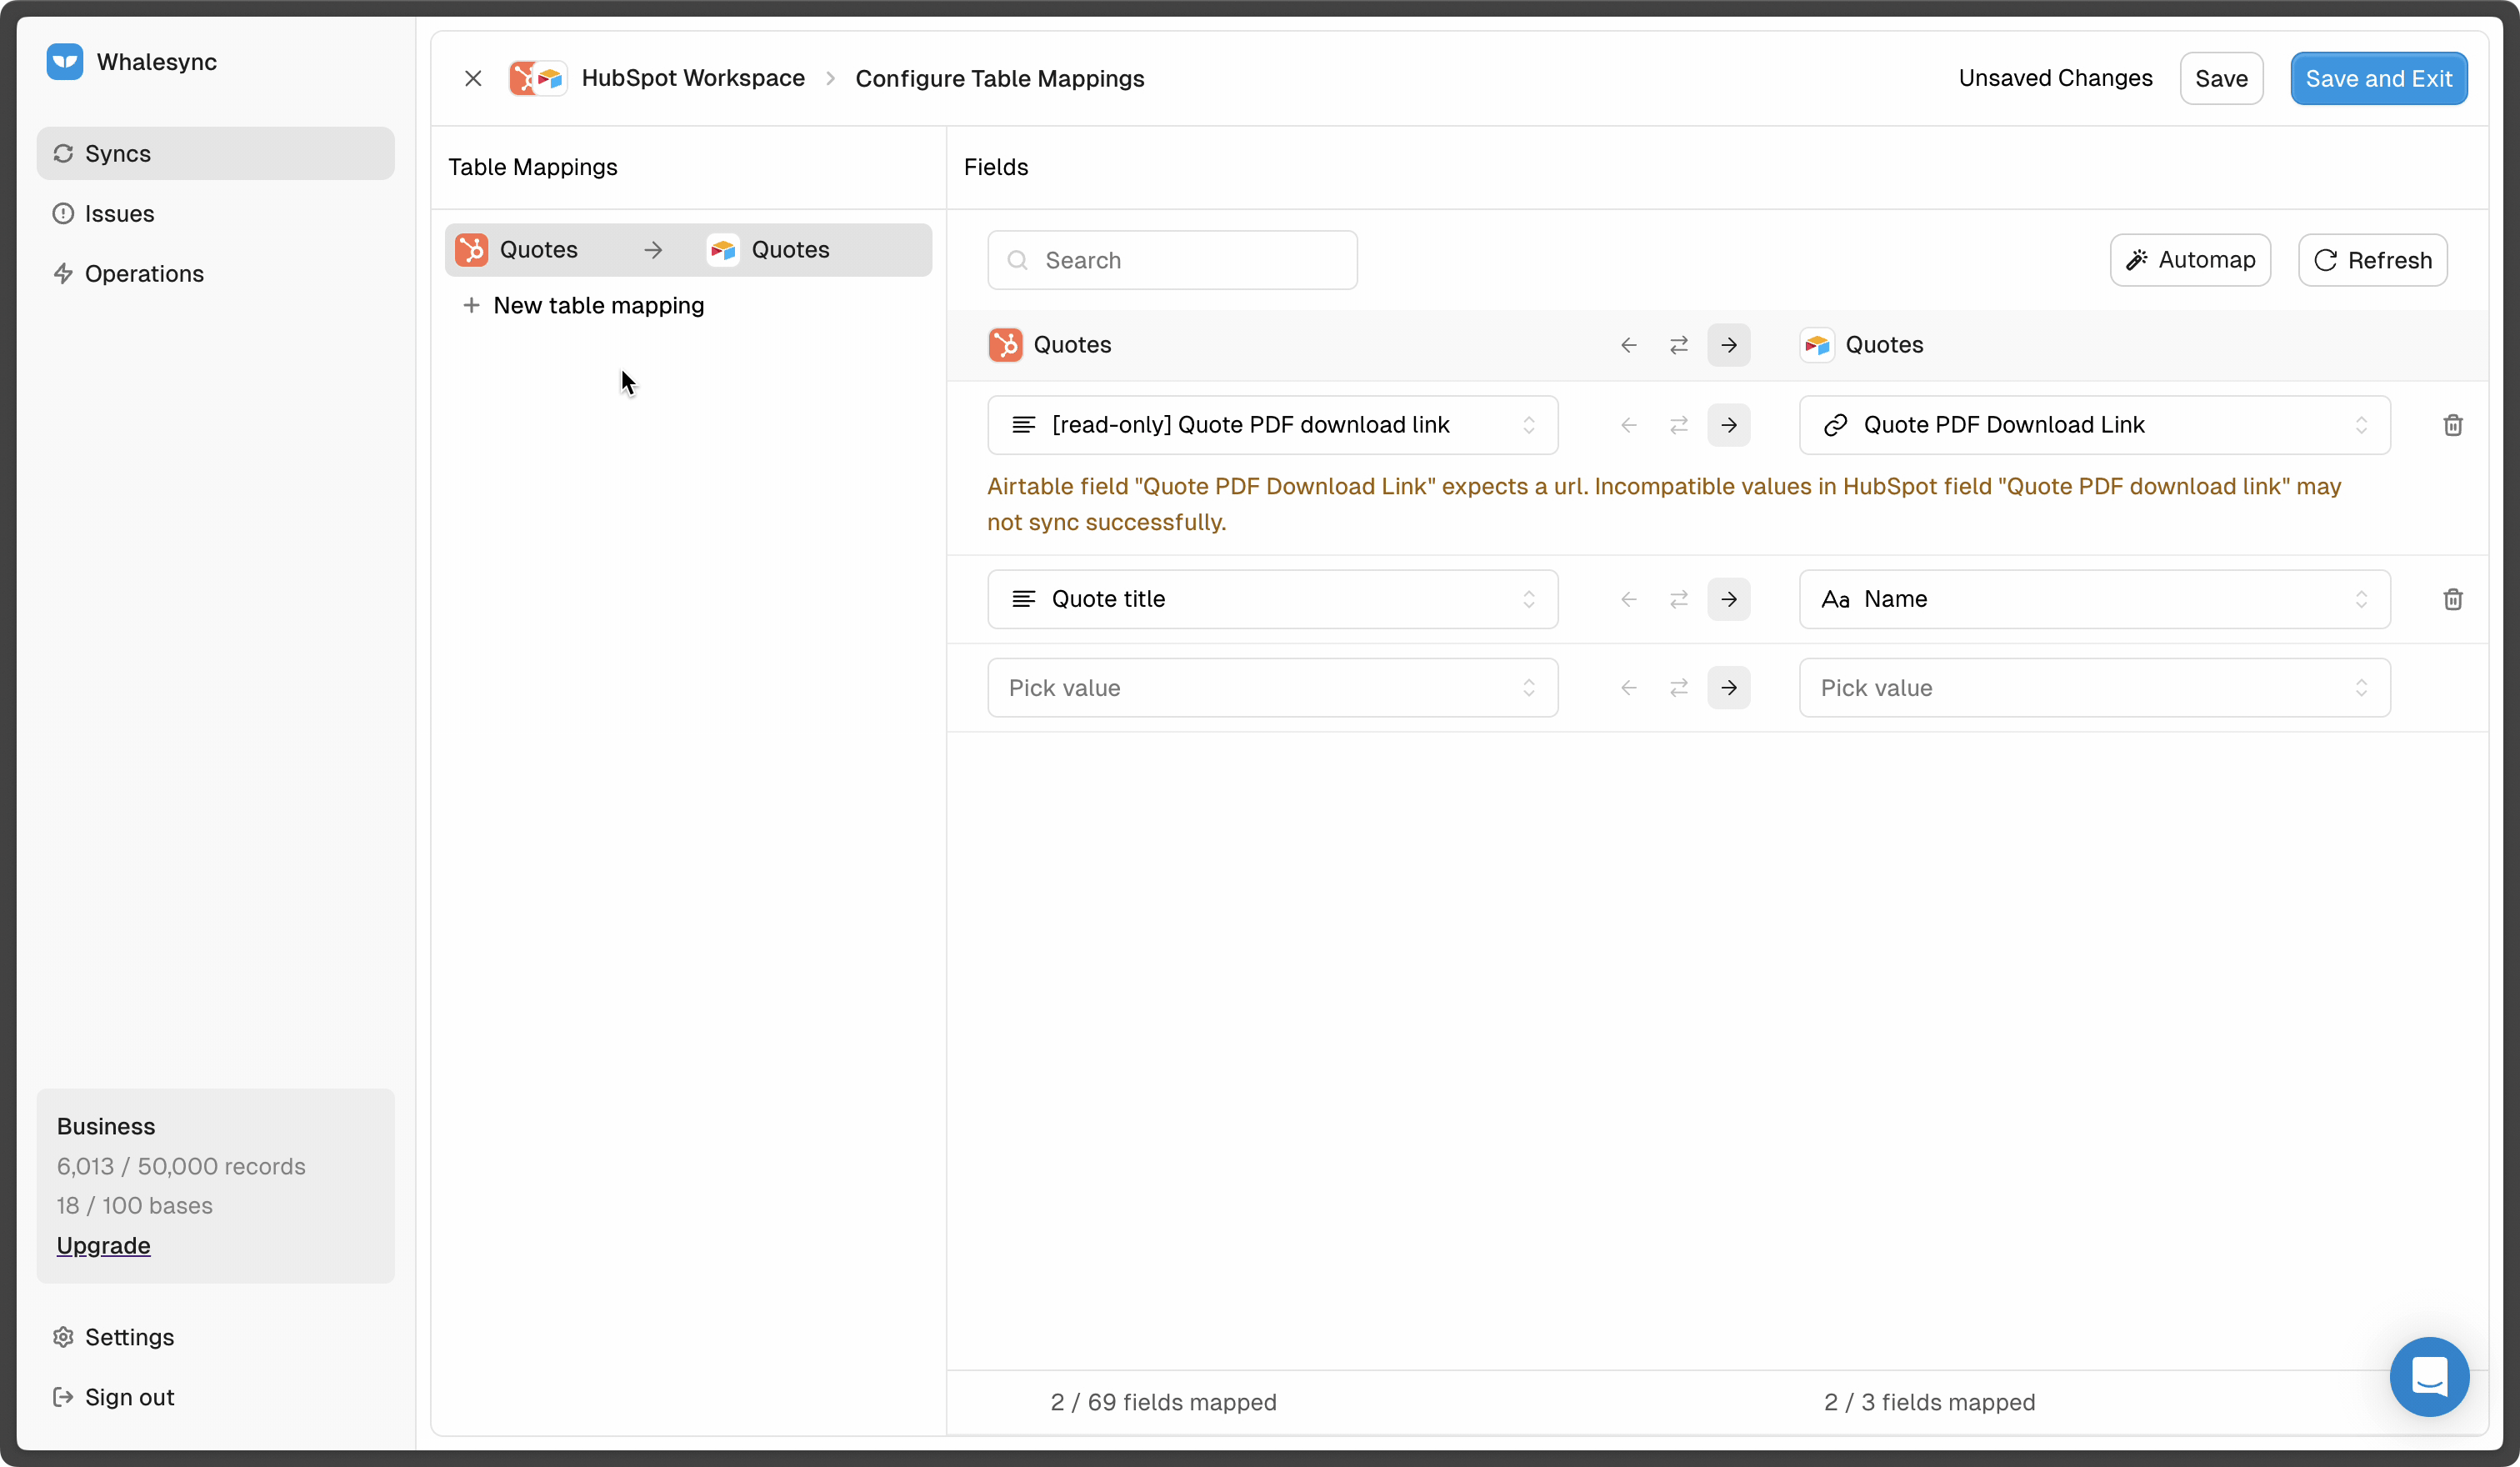 Whalesync
Syncs
Issues
Operations
Business
6,013 / 50,000 records
18 / 100 bases
Upgrade
Settings
Sign out
HubSpot Workspace
Configure Table Mappings
Unsaved Changes
Save
Save and Exit
Table Mappings
Quotes
Quotes
New table mapping
Fields
Search
Automap
Refresh
Quotes
Quotes
[read-only] Quote PDF download link
Quote PDF Download Link
Airtable field "Quote PDF Download Link" expects a url. Incompatible values in HubSpot field "Quote PDF download link" may
not sync successfully.
Quote title
Aa Name
Pick value
Pick value
2 / 69 fields mapped
2 / 3 fields mapped